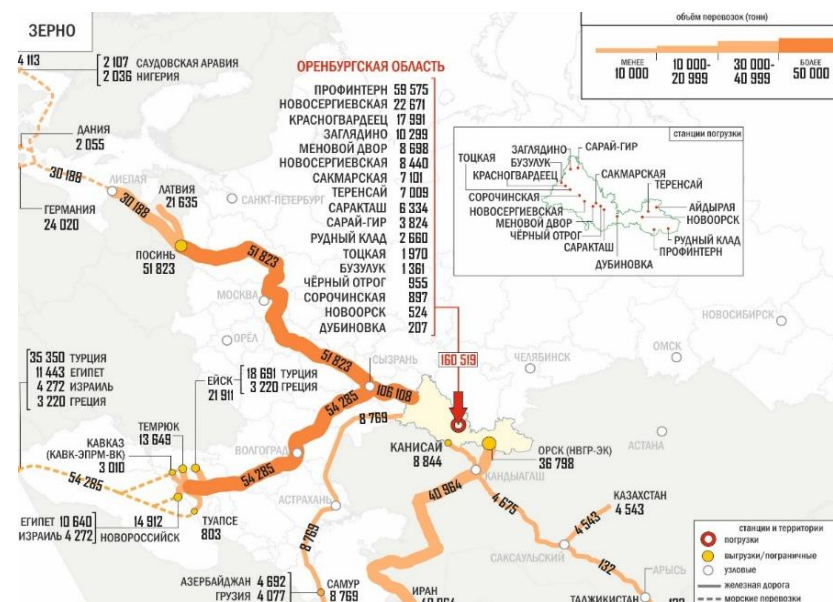 ЗЕРНО
объём перевозок (тонн)
МЕНЕЕ 10 000
10 000-20 999
30 000-40 999
БОЛЕЕ 50 000
4 113
2 107 САУДОВСКАЯ АРАВИЯ
2 036 НИГЕРИЯ
ДАНИЯ
2 055
30 188
ГЕРМАНИЯ
24 020
ЛИЕПАЯ
30 188
ЛАТВИЯ
21 635
САНКТ-ПЕТЕРБУРГ
ПОСИНЬ
51 823
51 823
МОСКВА
ОРЁЛ
51 823
СЫЗРАНЬ
ОРЕНБУРГСКАЯ ОБЛАСТЬ
ПРОФИНТЕРН 59 575
НОВОСЕРГИЕВСКАЯ 22 671
КРАСНОГВАРДЕЕЦ 17 991
ЗАГЛЯДИНО 10 299
МЕНОВОЙ ДВОР 8 698
НОВОСЕРГИЕВСКАЯ 8 440
САКМАРСКАЯ 7 101
ТЕРЕНСАЙ 7 009
САРАКТАШ 6 334
САРАЙ-ГИР 3 824
РУДНЫЙ КЛАД 2 660
ТОЦКАЯ 1 970
БУЗУЛУК 1 361
ЧЁРНЫЙ ОТРОГ 955
СОРОЧИНСКАЯ 897
НОВООРСК 524
ДУБИНОВКА 207
160 519
станции погрузки
ЗАГЛЯДИНО
САРАЙ-ГИР
ТОЦКАЯ
БУЗУЛУК
КРАСНОГВАРДЕЕЦ
САКМАРСКАЯ
ТЕРЕНСАЙ
СОРОЧИНСКАЯ
АЙДЫРЛЯ
НОВОСЕРГИЕВСКАЯ
НОВООРСК
МЕНОВОЙ ДВОР
ЧЁРНЫЙ ОТРОГ
РУДНЫЙ КЛАД
САРАКТАШ
ПРОФИНТЕРН
ДУБИНОВКА
НОВОСИБИРСК
ОМСК
ЧЕЛЯБИНСК
АСТАНА
35 350 ТУРЦИЯ
11 443 ЕГИПЕТ
4 272 ИЗРАИЛЬ
3 220 ГРЕЦИЯ
ЕЙСК
21 911
18 691 ТУРЦИЯ
3 220 ГРЕЦИЯ
54 285
106 108
8 769
ТЕМРЮК
13 649
КАВКАЗ
(КАВК-ЭПРМ-ВК)
3 010
54 285
ВОЛГОГРАД
54 285
КАНИСАЙ
8 844
ОРСК (НВГР-ЭК)
36 798
КАНДЫАГАШ
40 964
4 675
КАЗАХСТАН
4 543
4 543
АСТРАХАНЬ
8 769
САКСАУЛЬСКИЙ
132
АРЫСЬ
ЕГИПЕТ 10 640
ИЗРАИЛЬ 4 272
14 912
НОВОРОССИЙСК
ТУАПСЕ
803
АЗЕРБАЙДЖАН 4 692
ГРУЗИЯ 4 077
САМУР
8 769
ИРАН
ТАДЖИКИСТАН
станции и территории
погрузки
выгрузки/пограничные
узловые
железная дорога
морские перевозки